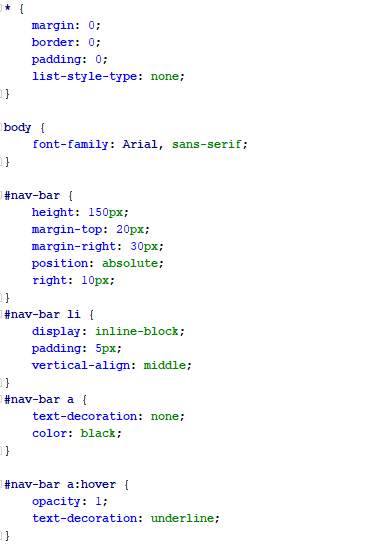 * {
    margin: 0;
    border: 0;
    padding: 0;
    list-style-type: none;
}

body {
    font-family: Arial, sans-serif;
}

#nav-bar {
    height: 150px;
    margin-top: 20px;
    margin-right: 30px;
    position: absolute;
    right: 10px;
}
#nav-bar li {
    display: inline-block;
    padding: 5px;
    vertical-align: middle;
}
#nav-bar a {
    text-decoration: none;
    color: black;
}

#nav-bar a:hover {
    opacity: 1;
    text-decoration: underline;
}